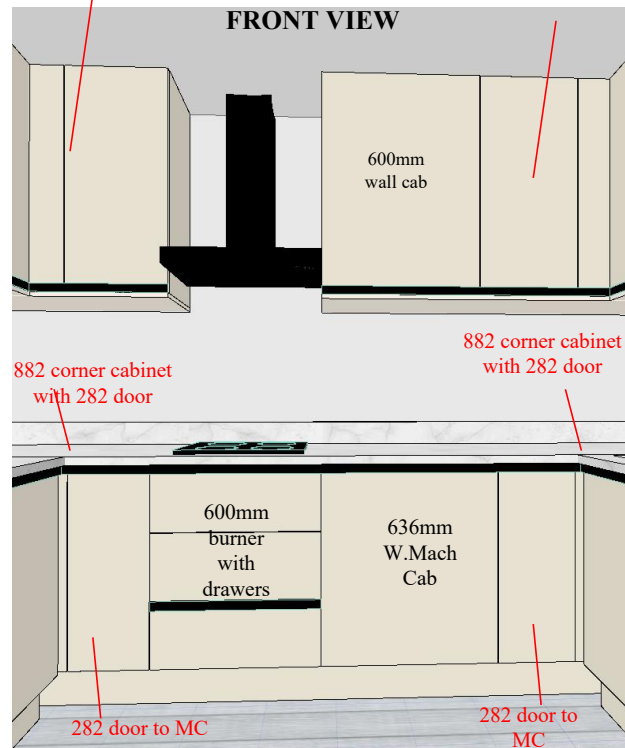 FRONT VIEW
600mm
wall cab
882 corner cabinet
with 282 door
882 corner cabinet
with 282 door
600mm
burner
with
drawers
636mm
W.Mach
Cab
282 door to MC
282 door to
MC